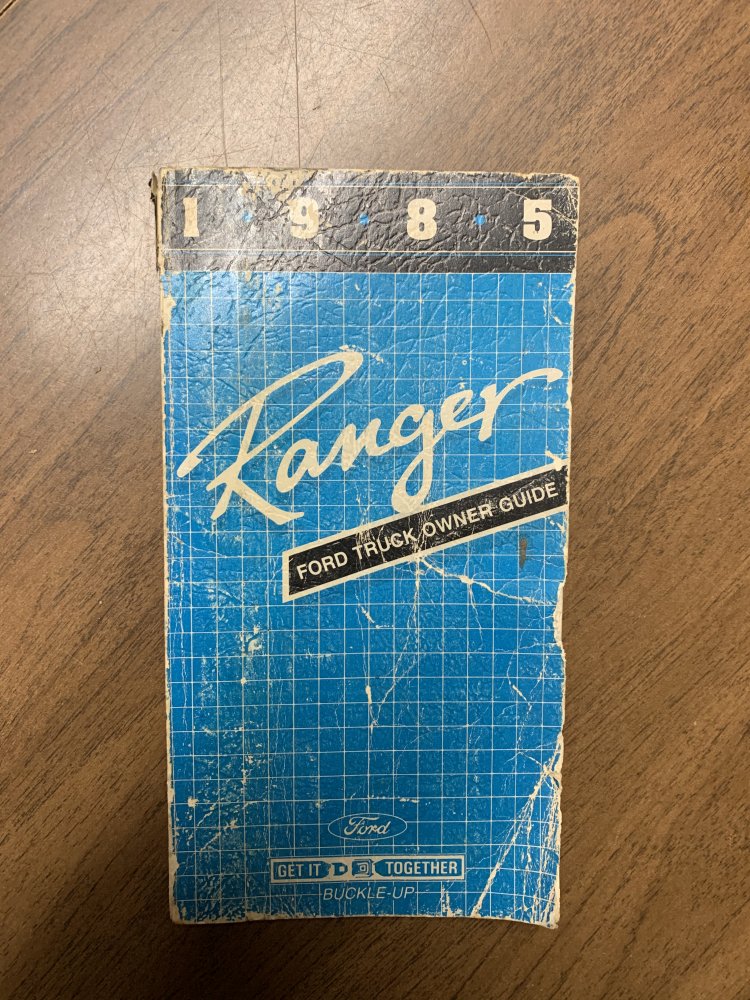 1·9·8·5
Ranger
FORD TRUCK OWNER GUIDE
Ford
GET IT TOGETHER
BUCKLE-UP